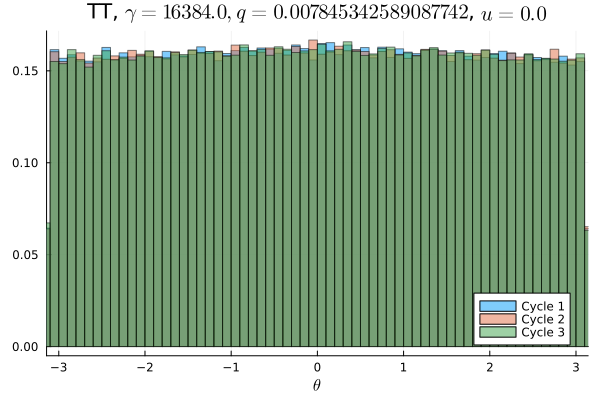 TT, γ = 16384.0, q = 0.007845342589087742, u = 0.0
0.15
0.10
0.05
0.00
Cycle 1
Cycle 2
Cycle 3
−3 −2 −1 0 1 2 3
θ